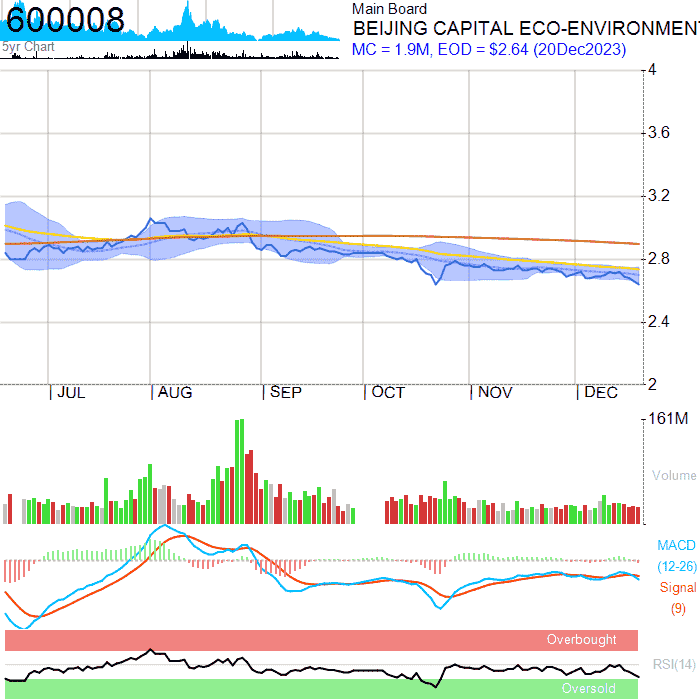 600008
5yr Chart
Main Board
BEIJING CAPITAL ECO-ENVIRONMENT
MC = 1.9M, EOD = $2.64 (20Dec2023)
4
3.6
3.2
2.8
2.4
2
JUL AUG SEP OCT NOV DEC
161M
Volume
MACD
(12-26)
Signal
(9)
Overbought
RSI(14)
Oversold